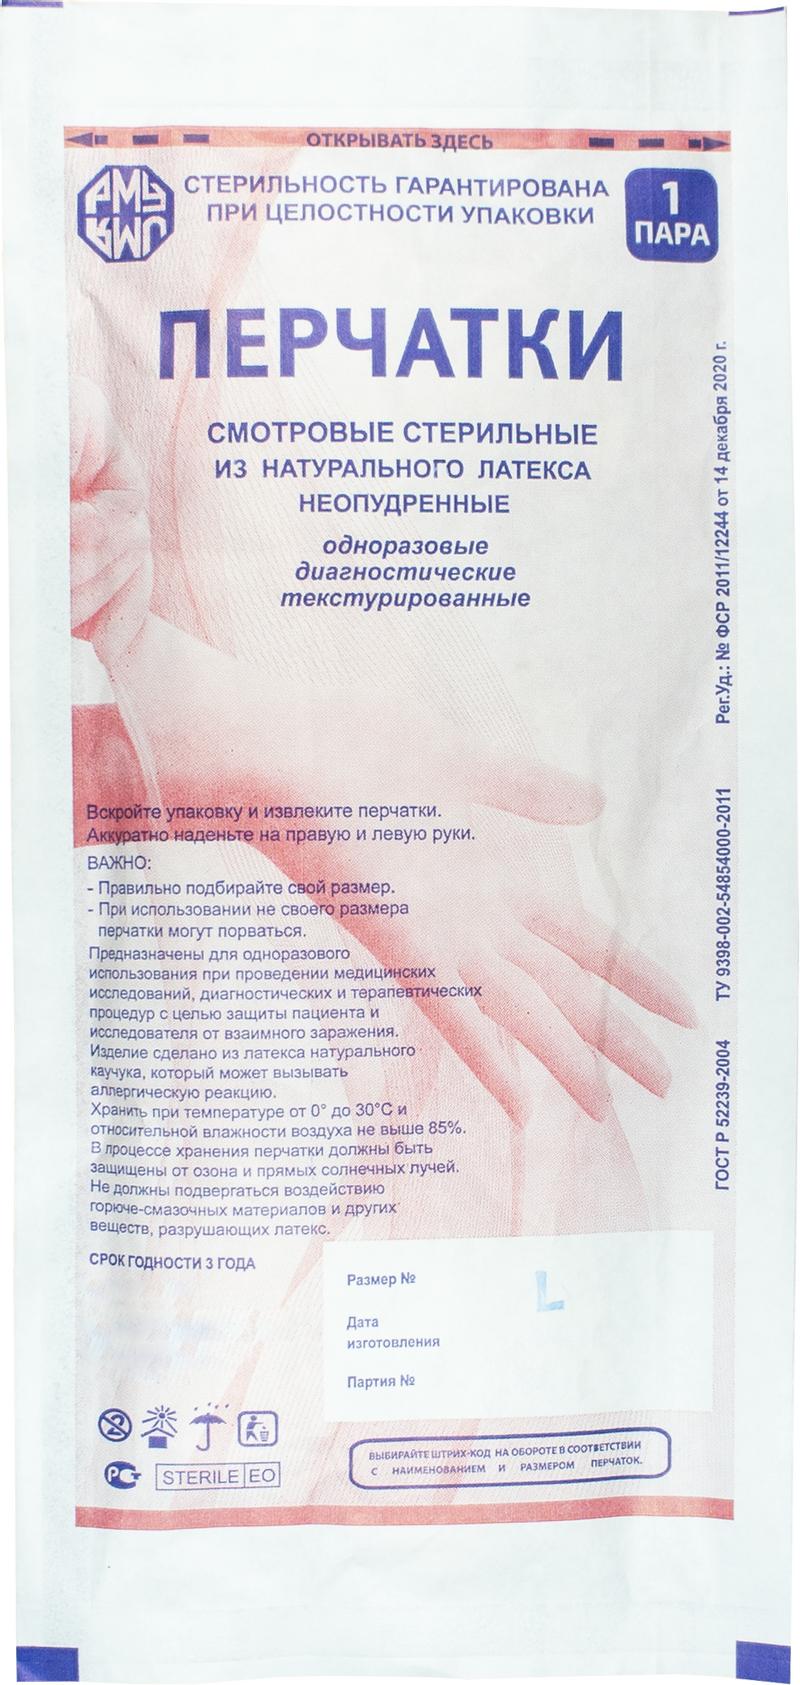 ОТКРЫВАТЬ ЗДЕСЬ
СТЕРИЛЬНОСТЬ ГАРАНТИРОВАНА
ПРИ ЦЕЛОСТНОСТИ УПАКОВКИ
1
ПАРА
ПЕРЧАТКИ
СМОТРОВЫЕ СТЕРИЛЬНЫЕ
ИЗ НАТУРАЛЬНОГО ЛАТЕКСА
НЕОПУДРЕННЫЕ
одноразовые
диагностические
текстурированные
Рег.Уд.: № ФСР 2011/12244 от 14 декабря 2020 г.
ТУ 9398-002-54854000-2011
ГОСТ Р 52239-2004
Вскройте упаковку и извлеките перчатки.
Аккуратно наденьте на правую и левую руки.
ВАЖНО:
- Правильно подбирайте свой размер.
- При использовании не своего размера
перчатки могут порваться.
Предназначены для одноразового
использования при проведении медицинских
исследований, диагностических и терапевтических
процедур с целью защиты пациента и
исследователя от взаимного заражения.
Изделие сделано из латекса натурального
каучука, который может вызывать
аллергическую реакцию.
Хранить при температуре от 0° до 30°С и
относительной влажности воздуха не выше 85%.
В процессе хранения перчатки должны быть
защищены от озона и прямых солнечных лучей.
Не должны подвергаться воздействию
горюче-смазочных материалов и других
веществ, разрушающих латекс.
СРОК ГОДНОСТИ 3 ГОДА
Размер № L
Дата
изготовления
Партия №
2
STERILE EO
ВЫБИРАЙТЕ ШТРИХ-КОД НА ОБОРОТЕ В СООТВЕТСТВИИ
С НАИМЕНОВАНИЕМ И РАЗМЕРОМ ПЕРЧАТОК.